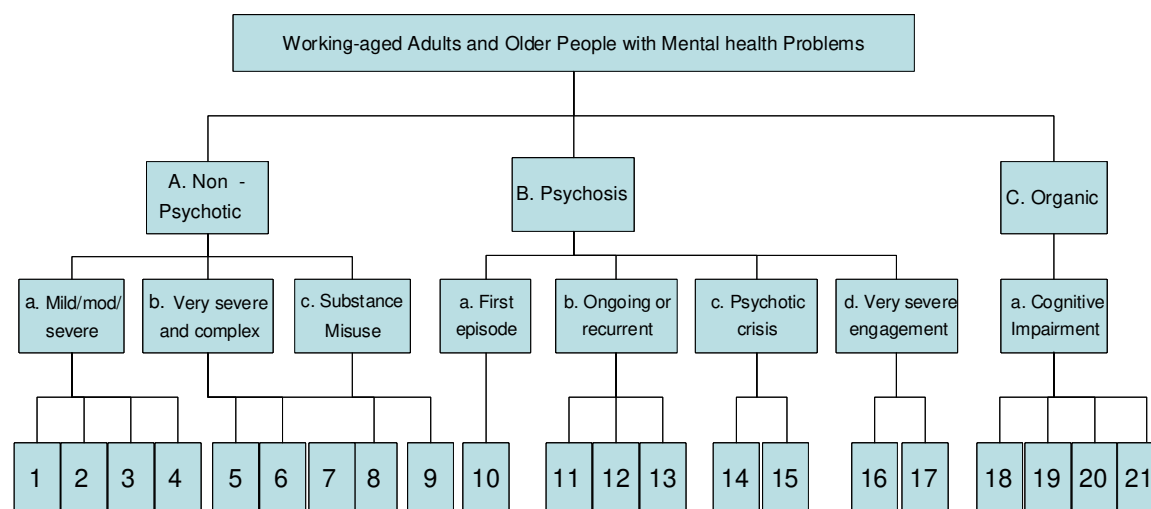 Working-aged Adults and Older People with Mental health Problems
A. Non -
Psychotic
B. Psychosis
C. Organic
a. Mild/mod/
severe
b. Very severe
and complex
c. Substance
Misuse
a. First
episode
b. Ongoing or
recurrent
c. Psychotic
crisis
d. Very severe
engagement
a. Cognitive
Impairment
1 2 3 4 5 6 7 8 9 10 11 12 13 14 15 16 17 18 19 20 21